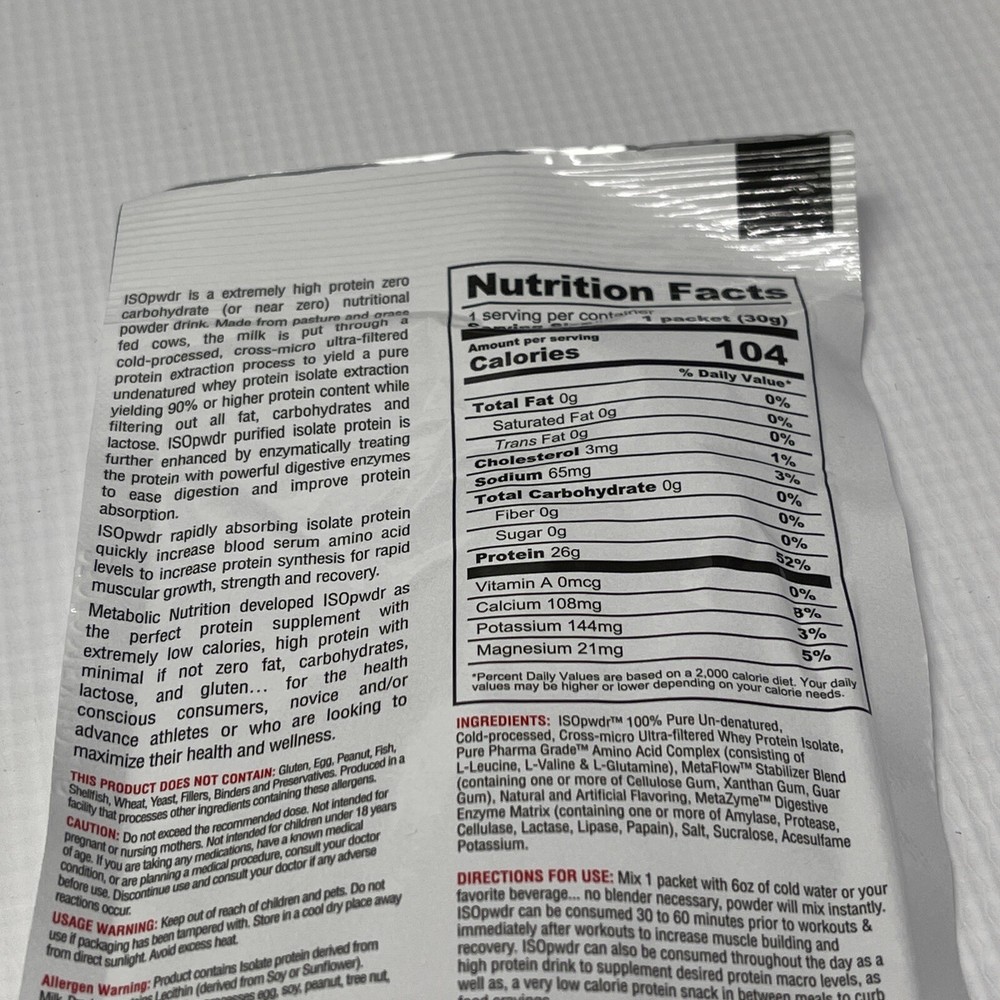 ISOpwdr is a extremely high protein zero
carbohydrate (or near zero) nutritional
powder drink. Made from pasture and grass
fed cows, the milk is put through a
cold-processed, cross-micro ultra-filtered
protein extraction process to yield a pure
undenatured whey protein isolate extraction
yielding 90% or higher protein content while
filtering out all fat, carbohydrates and
lactose. ISOpwdr purified isolate protein is
further enhanced by enzymatically treating
the protein with powerful digestive enzymes
to ease digestion and improve protein
absorption.
ISOpwdr rapidly absorbing isolate protein
quickly increase blood serum amino acid
levels to increase protein synthesis for rapid
muscular growth, strength and recovery.
Metabolic Nutrition developed ISOpwdr as
the perfect protein supplement with
extremely low calories, high protein with
minimal if not zero fat, carbohydrates,
lactose, and gluten... for the health
conscious consumers, novice and/or
advance athletes or who are looking to
maximize their health and wellness.
THIS PRODUCT DOES NOT CONTAIN: Gluten, Egg, Peanut, Fish,
Shellfish, Wheat, Yeast, Fillers, Binders and Preservatives. Produced in a
facility that processes other ingredients containing these allergens.
CAUTION: Do not exceed the recommended dose. Not intended for
pregnant or nursing mothers. Not intended for children under 18 years
of age. If you are taking any medications, have a known medical
condition, or are planning a medical procedure, consult your doctor
before use. Discontinue use and consult your doctor if any adverse
reactions occur.
USAGE WARNING: Keep out of reach of children and pets. Do not
use if packaging has been tampered with. Store in a cool dry place away
from direct sunlight. Avoid excess heat.
Allergen Warning: Product contains Isolate protein derived from
Milk. Lecithin (derived from Soy or Sunflower).
egg, soy, peanut, tree nut,
Nutrition Facts
1 serving per container
1 packet (30g)
Amount per serving
Calories 104
% Daily Value*
Total Fat 0g 0%
Saturated Fat 0g 0%
Trans Fat 0g 0%
Cholesterol 3mg 1%
Sodium 65mg 3%
Total Carbohydrate 0g 0%
Fiber 0g 0%
Sugar 0g 0%
Protein 26g 52%
Vitamin A 0mcg 0%
Calcium 108mg 8%
Potassium 144mg 3%
Magnesium 21mg 5%
*Percent Daily Values are based on a 2,000 calorie diet. Your daily
values may be higher or lower depending on your calorie needs.
INGREDIENTS: ISOpwdr™ 100% Pure Un-denatured,
Cold-processed, Cross-micro Ultra-filtered Whey Protein Isolate,
Pure Pharma Grade™ Amino Acid Complex (consisting of
L-Leucine, L-Valine & L-Glutamine), MetaFlow™ Stabilizer Blend
(containing one or more of Cellulose Gum, Xanthan Gum, Guar
Gum), Natural and Artificial Flavoring, MetaZyme™ Digestive
Enzyme Matrix (containing one or more of Amylase, Protease,
Cellulase, Lactase, Lipase, Papain), Salt, Sucralose, Acesulfame
Potassium.
DIRECTIONS FOR USE: Mix 1 packet with 6oz of cold water or your
favorite beverage... no blender necessary, powder will mix instantly.
ISOpwdr can be consumed 30 to 60 minutes prior to workouts &
immediately after workouts to increase muscle building and
recovery. ISOpwdr can also be consumed throughout the day as a
high protein drink to supplement desired protein macro levels, as
well as, a very low calorie protein snack in between meals to curb